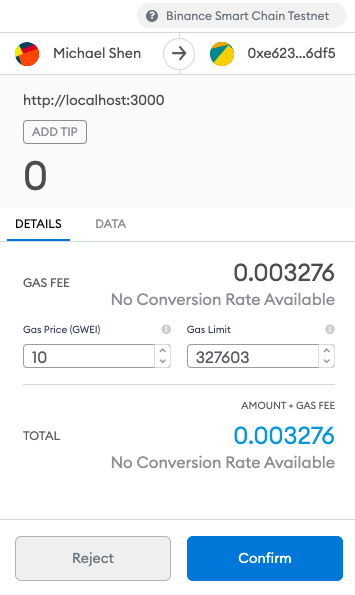 Binance Smart Chain Testnet
Michael Shen
0xe623...6df5
http://localhost:3000
ADD TIP
0
DETAILS
DATA
GAS FEE
0.003276
No Conversion Rate Available
Gas Price (GWEI)
Gas Limit
10
327603
AMOUNT + GAS FEE
TOTAL
0.003276
No Conversion Rate Available
Reject
Confirm